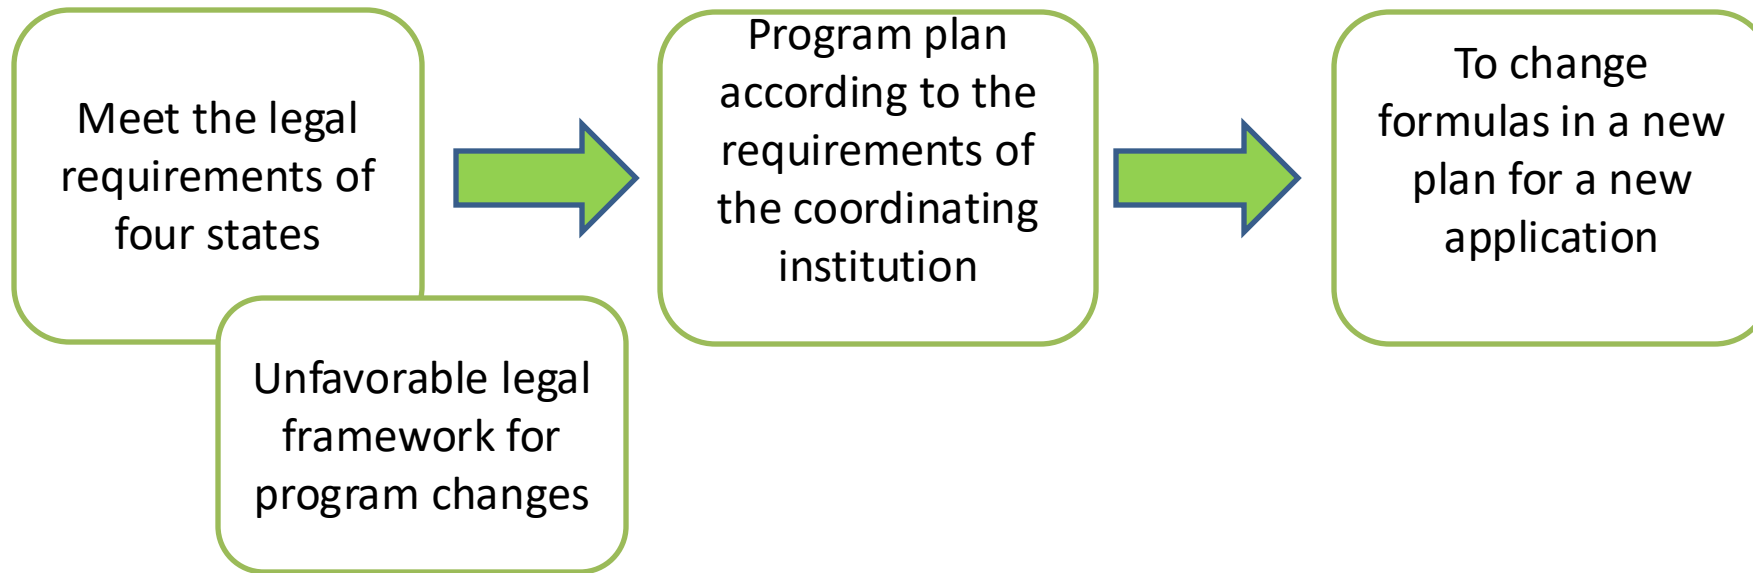 Meet the legal
requirements of
four states
Unfavorable legal
framework for
program changes
Program plan
according to the
requirements of
the coordinating
institution
To change
formulas in a new
plan for a new
application